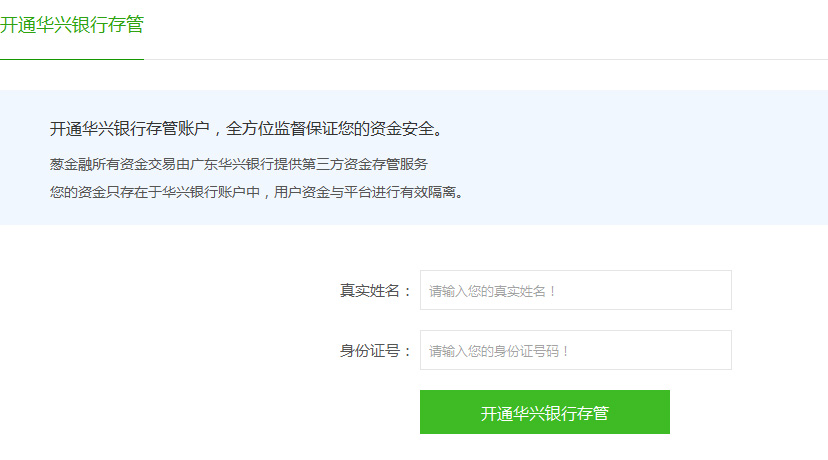 开通华兴银行存管
开通华兴银行存管账户，全方位监督保证您的资金安全。
葱金融所有资金交易由广东华兴银行提供第三方资金存管服务
您的资金只存在于华兴银行账户中，用户资金与平台进行有效隔离。
真实姓名： 请输入您的真实姓名！
身份证号： 请输入您的身份证号码！
开通华兴银行存管